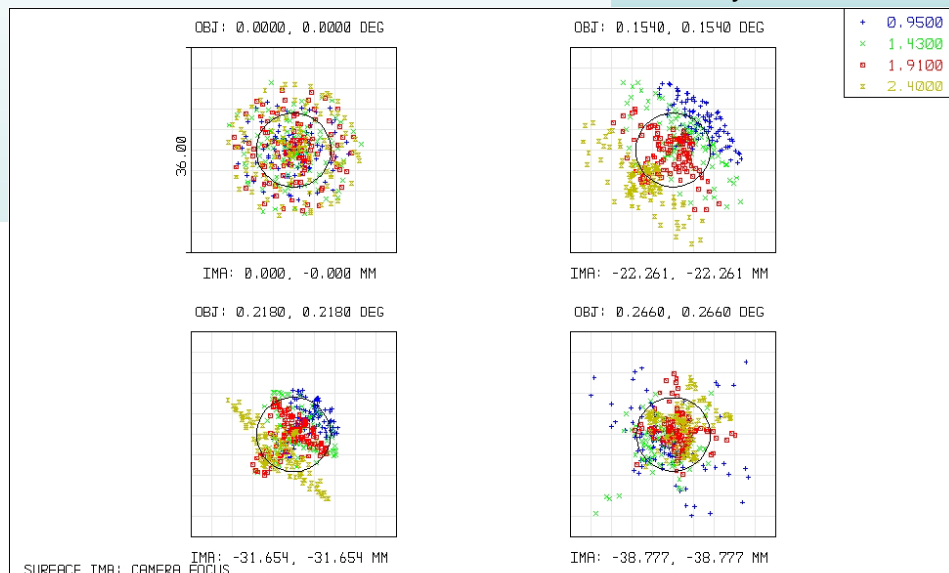 OBJ: 0.0000, 0.0000 DEG
OBJ: 0.1540, 0.1540 DEG
+ 0.9500
× 1.4300
1.9100
2.4000
36.00
IMA: 0.000, -0.000 MM
IMA: -22.261, -22.261 MM
OBJ: 0.2180, 0.2180 DEG
OBJ: 0.2660, 0.2660 DEG
IMA: -31.654, -31.654 MM
IMA: -38.777, -38.777 MM
SURFACE IMA: CAMERA FOCUS